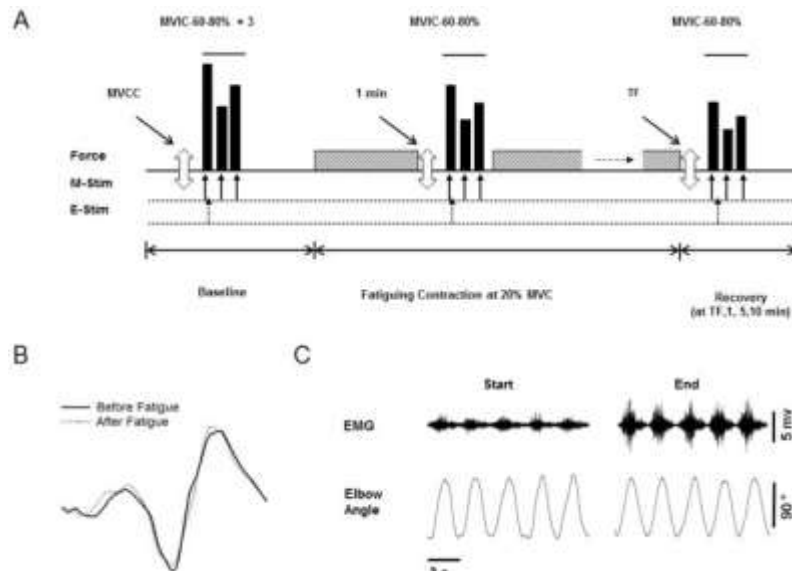 A
MVIC-60-80% * 3
MVIC-60-80%
MVIC-60-80%
MVCC
1 min
TF
Force
M-Stim
E-Stim
Baseline
Fatiguing Contraction at 20% MVC
Recovery
(at TF,1, 5,10 min)
B
Before Fatigue
After Fatigue
C
Start
End
EMG
5 mv
Elbow
Angle
90°